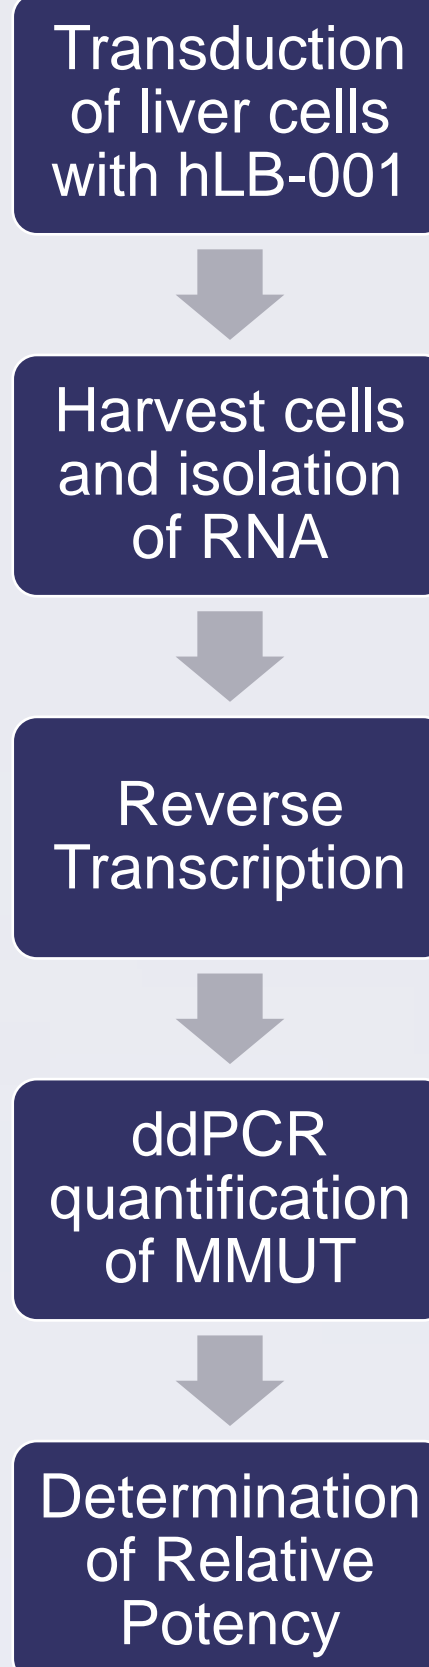 Transduction
of liver cells
with hLB-001
Harvest cells
and isolation
of RNA
Reverse
Transcription
ddPCR
quantification
of MMUT
Determination
of Relative
Potency